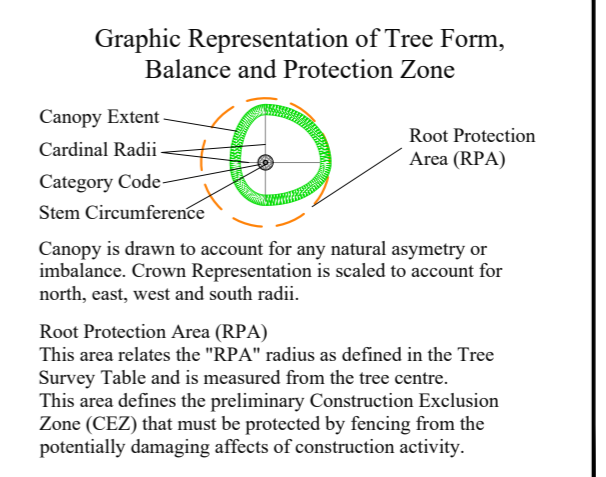 Graphic Representation of Tree Form,
Balance and Protection Zone
Canopy Extent
Cardinal Radii
Category Code
Stem Circumference
Root Protection
Area (RPA)
Canopy is drawn to account for any natural asymetry or
imbalance. Crown Representation is scaled to account for
north, east, west and south radii.
Root Protection Area (RPA)
This area relates the "RPA" radius as defined in the Tree
Survey Table and is measured from the tree centre.
This area defines the preliminary Construction Exclusion
Zone (CEZ) that must be protected by fencing from the
potentially damaging affects of construction activity.